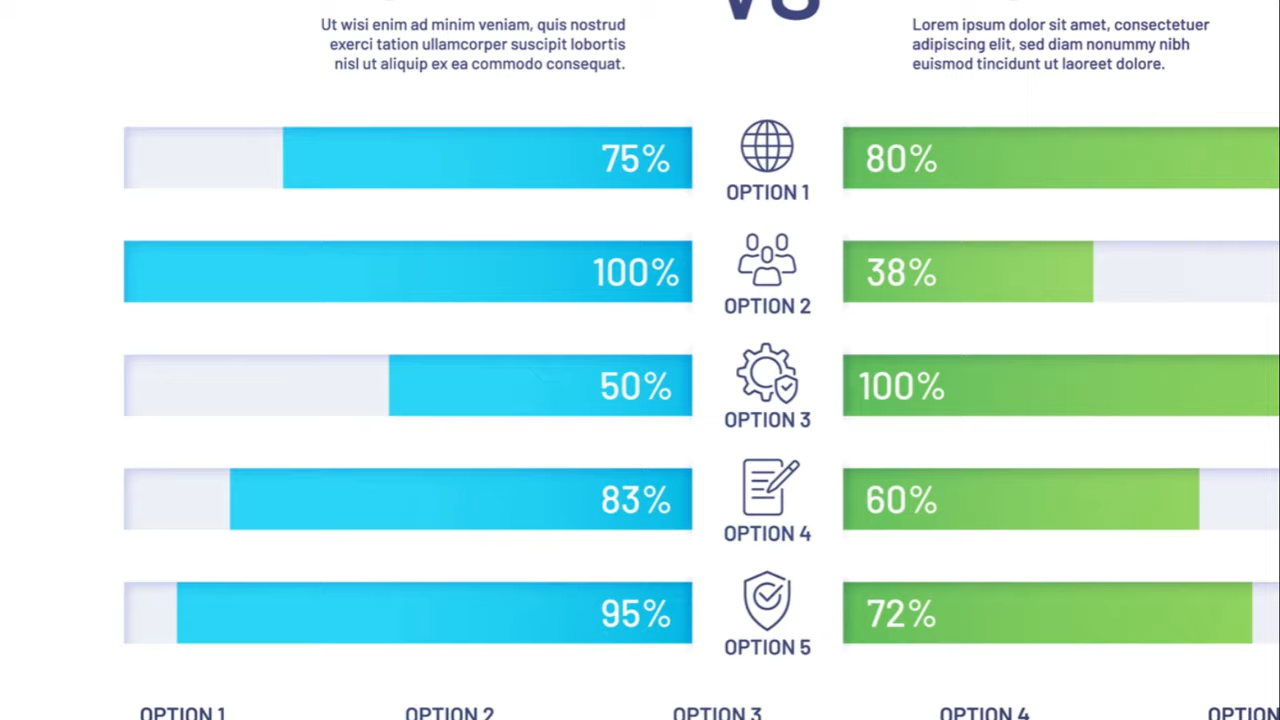 VS
Ut wisi enim ad minim veniam, quis nostrud
exerci tation ullamcorper suscipit lobortis
nisl ut aliquip ex ea commodo consequat.
Lorem ipsum dolor sit amet, consectetuer
adipiscing elit, sed diam nonummy nibh
euismod tincidunt ut laoreet dolore.
75%
OPTION 1
80%
100%
OPTION 2
38%
50%
OPTION 3
100%
83%
OPTION 4
60%
95%
OPTION 5
72%
OPTION 1
OPTION 2
OPTION 3
OPTION 4
OPTION